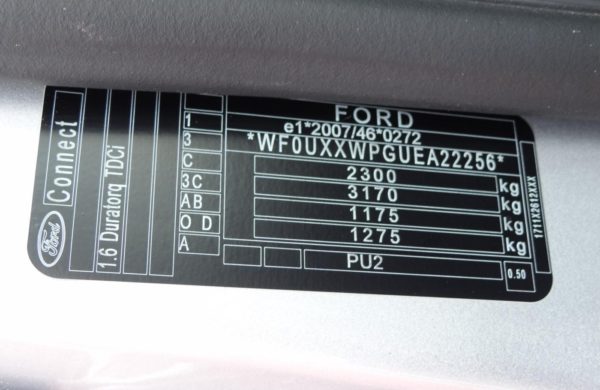 FORD
e1*2007/46*0272
*WF0UXXWPGUEA22256*
2300 kg
3170 kg
1175 kg
1275 kg
PU2
0.50
1711X2612XXX
1
3
C
3C
AB
O D
A
1.6 Duratorq TDCi
Connect
Ford